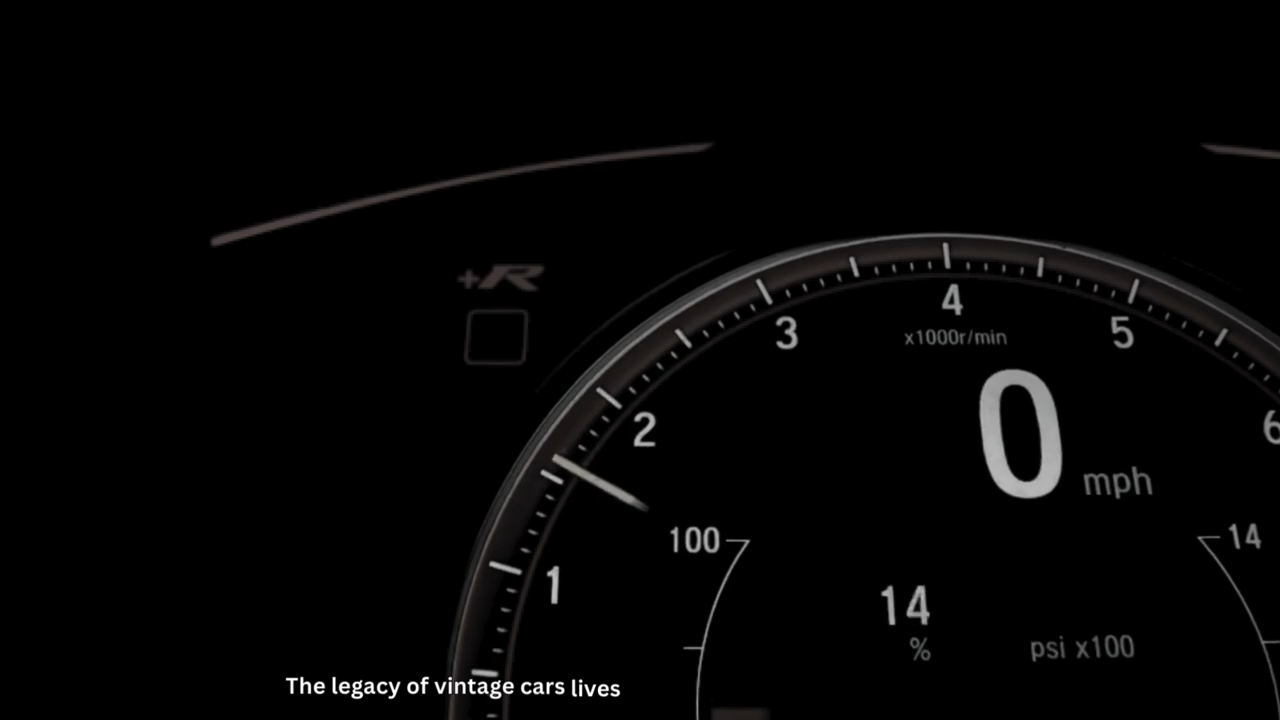 +R
4
3
5
x1000r/min
2
6
0
mph
100
14
1
14
%
psi x100
The legacy of vintage cars lives